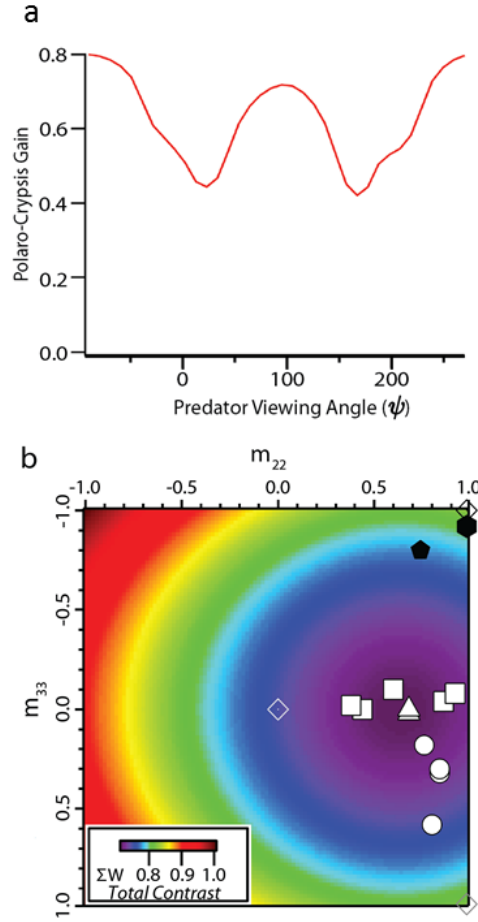 a
0.8
0.6
0.4
0.2
0.0
Polaro-Crypsis Gain
0 100 200
Predator Viewing Angle (ψ)
b
m22
-1.0 -0.5 0.0 0.5 1.0
-1.0
-0.5
0.0
0.5
1.0
m33
0.8 0.9 1.0
ΣW
Total Contrast